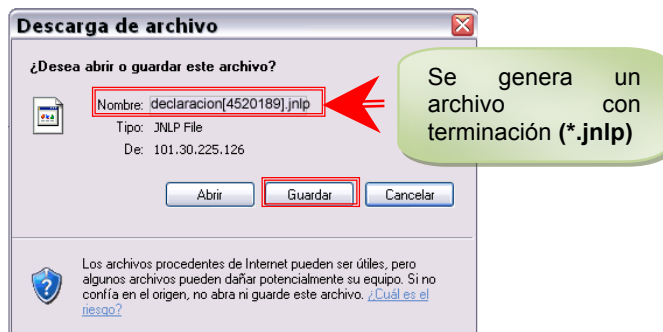 Descarga de archivo
¿Desea abrir o guardar este archivo?
Nombre: declaracion[4520189].jnlp
Tipo: JNLP File
De: 101.30.225.126
Abrir Guardar Cancelar
Los archivos procedentes de Internet pueden ser útiles, pero
algunos archivos pueden dañar potencialmente su equipo. Si no
confía en el origen, no abra ni guarde este archivo. ¿Cuál es el
riesgo?
Se genera un
archivo con
terminación (*.jnlp)